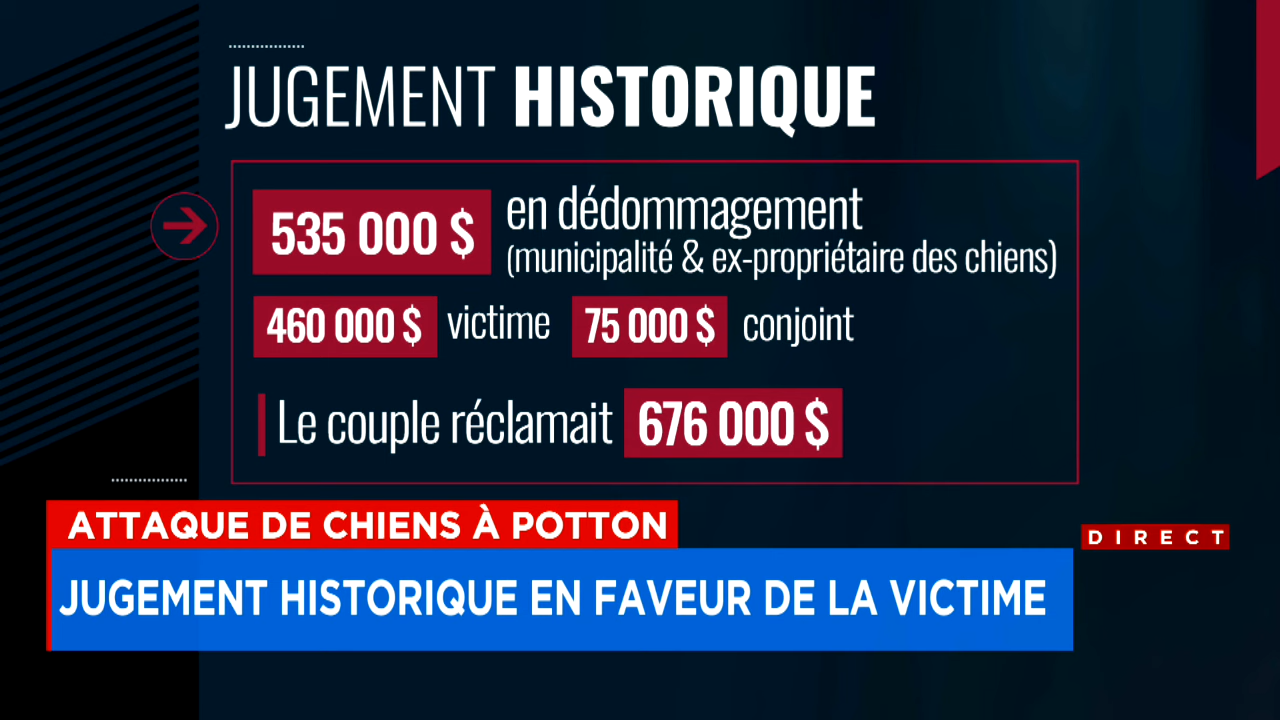 JUGEMENT HISTORIQUE
535 000 $ en dédommagement
(municipalité & ex-propriétaire des chiens)
460 000 $ victime 75 000 $ conjoint
Le couple réclamait 676 000 $
ATTAQUE DE CHIENS À POTTON
DIRECT
JUGEMENT HISTORIQUE EN FAVEUR DE LA VICTIME